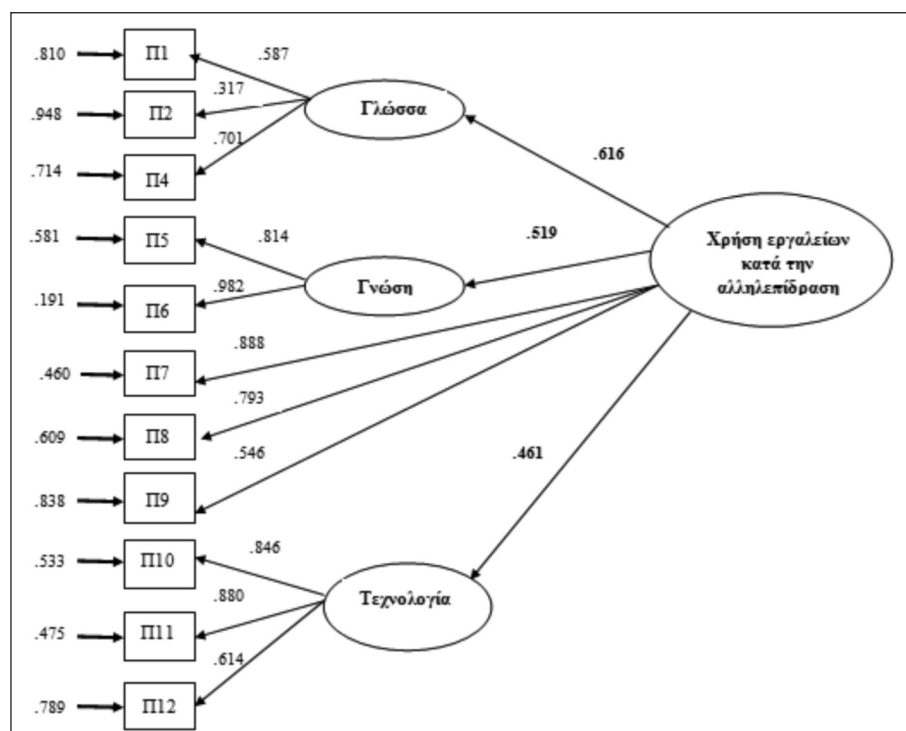 .810
Π1
.587
.317
.948
Π2
Γλώσσα
.701
.714
Π4
.616
.581
Π5
.814
.519
Χρήση εργαλείων
κατά την
αλληλεπίδραση
.982
Γνώση
.191
Π6
.888
.460
Π7
.793
.609
Π8
.546
.461
.838
Π9
.533
Π10
.846
.880
Τεχνολογία
.475
Π11
.614
.789
Π12